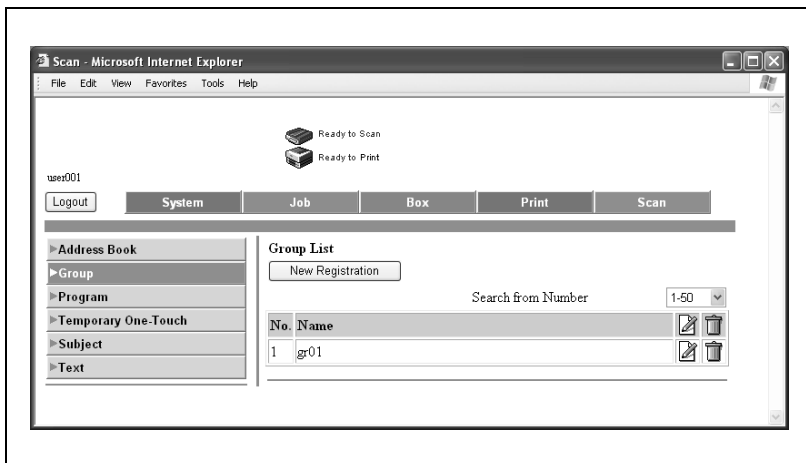 Scan - Microsoft Internet Explorer
File Edit View Favorites Tools Help
Ready to Scan
Ready to Print
user001
Logout System Job Box Print Scan
Address Book
Group
Program
Temporary One-Touch
Subject
Text
Group List
New Registration
Search from Number 1-50
No. Name
1 gr01